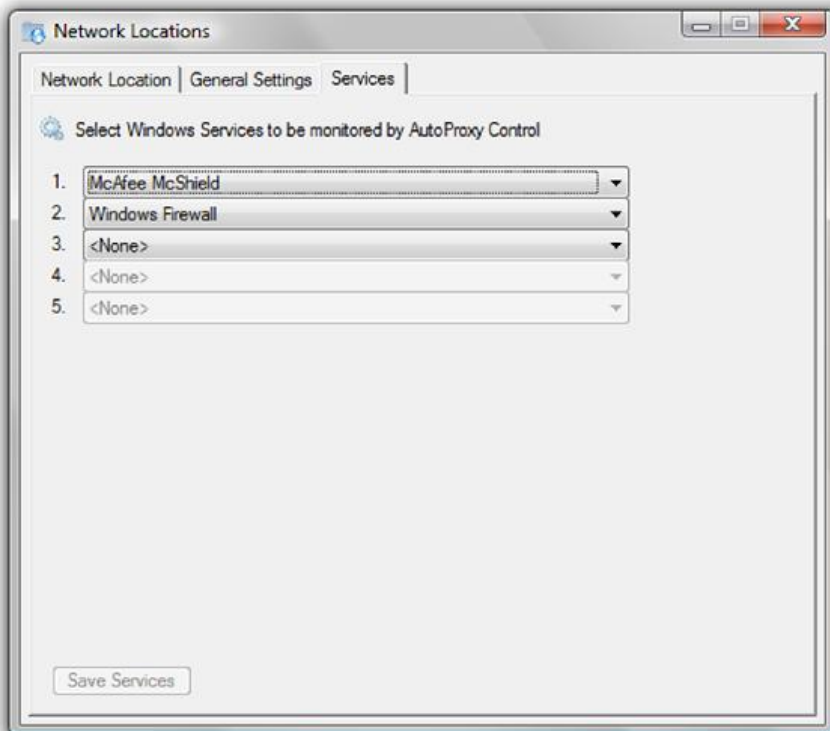 Network Locations
Network Location General Settings Services
Select Windows Services to be monitored by AutoProxy Control
1. McAfee McShield
2. Windows Firewall
3. <None>
4. <None>
5. <None>
Save Services